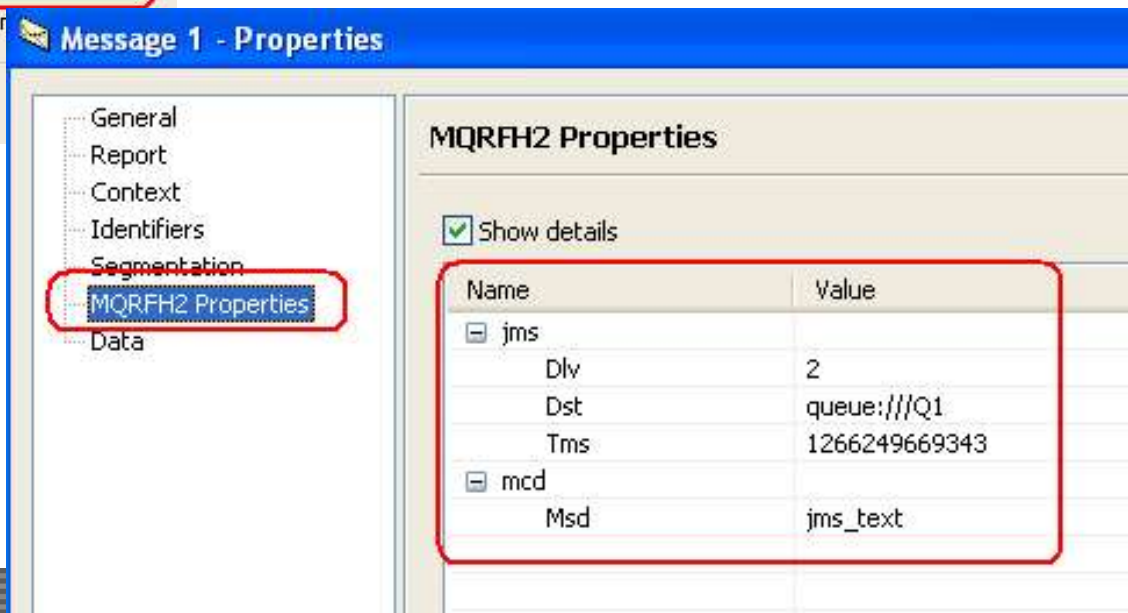 Message 1 - Properties
General
Report
Context
Identifiers
Segmentation
MQRFH2 Properties
Data
MQRFH2 Properties
Show details
Name Value
jms
Dlv 2
Dst queue:///Q1
Tms 1266249669343
mcd
Msd jms_text